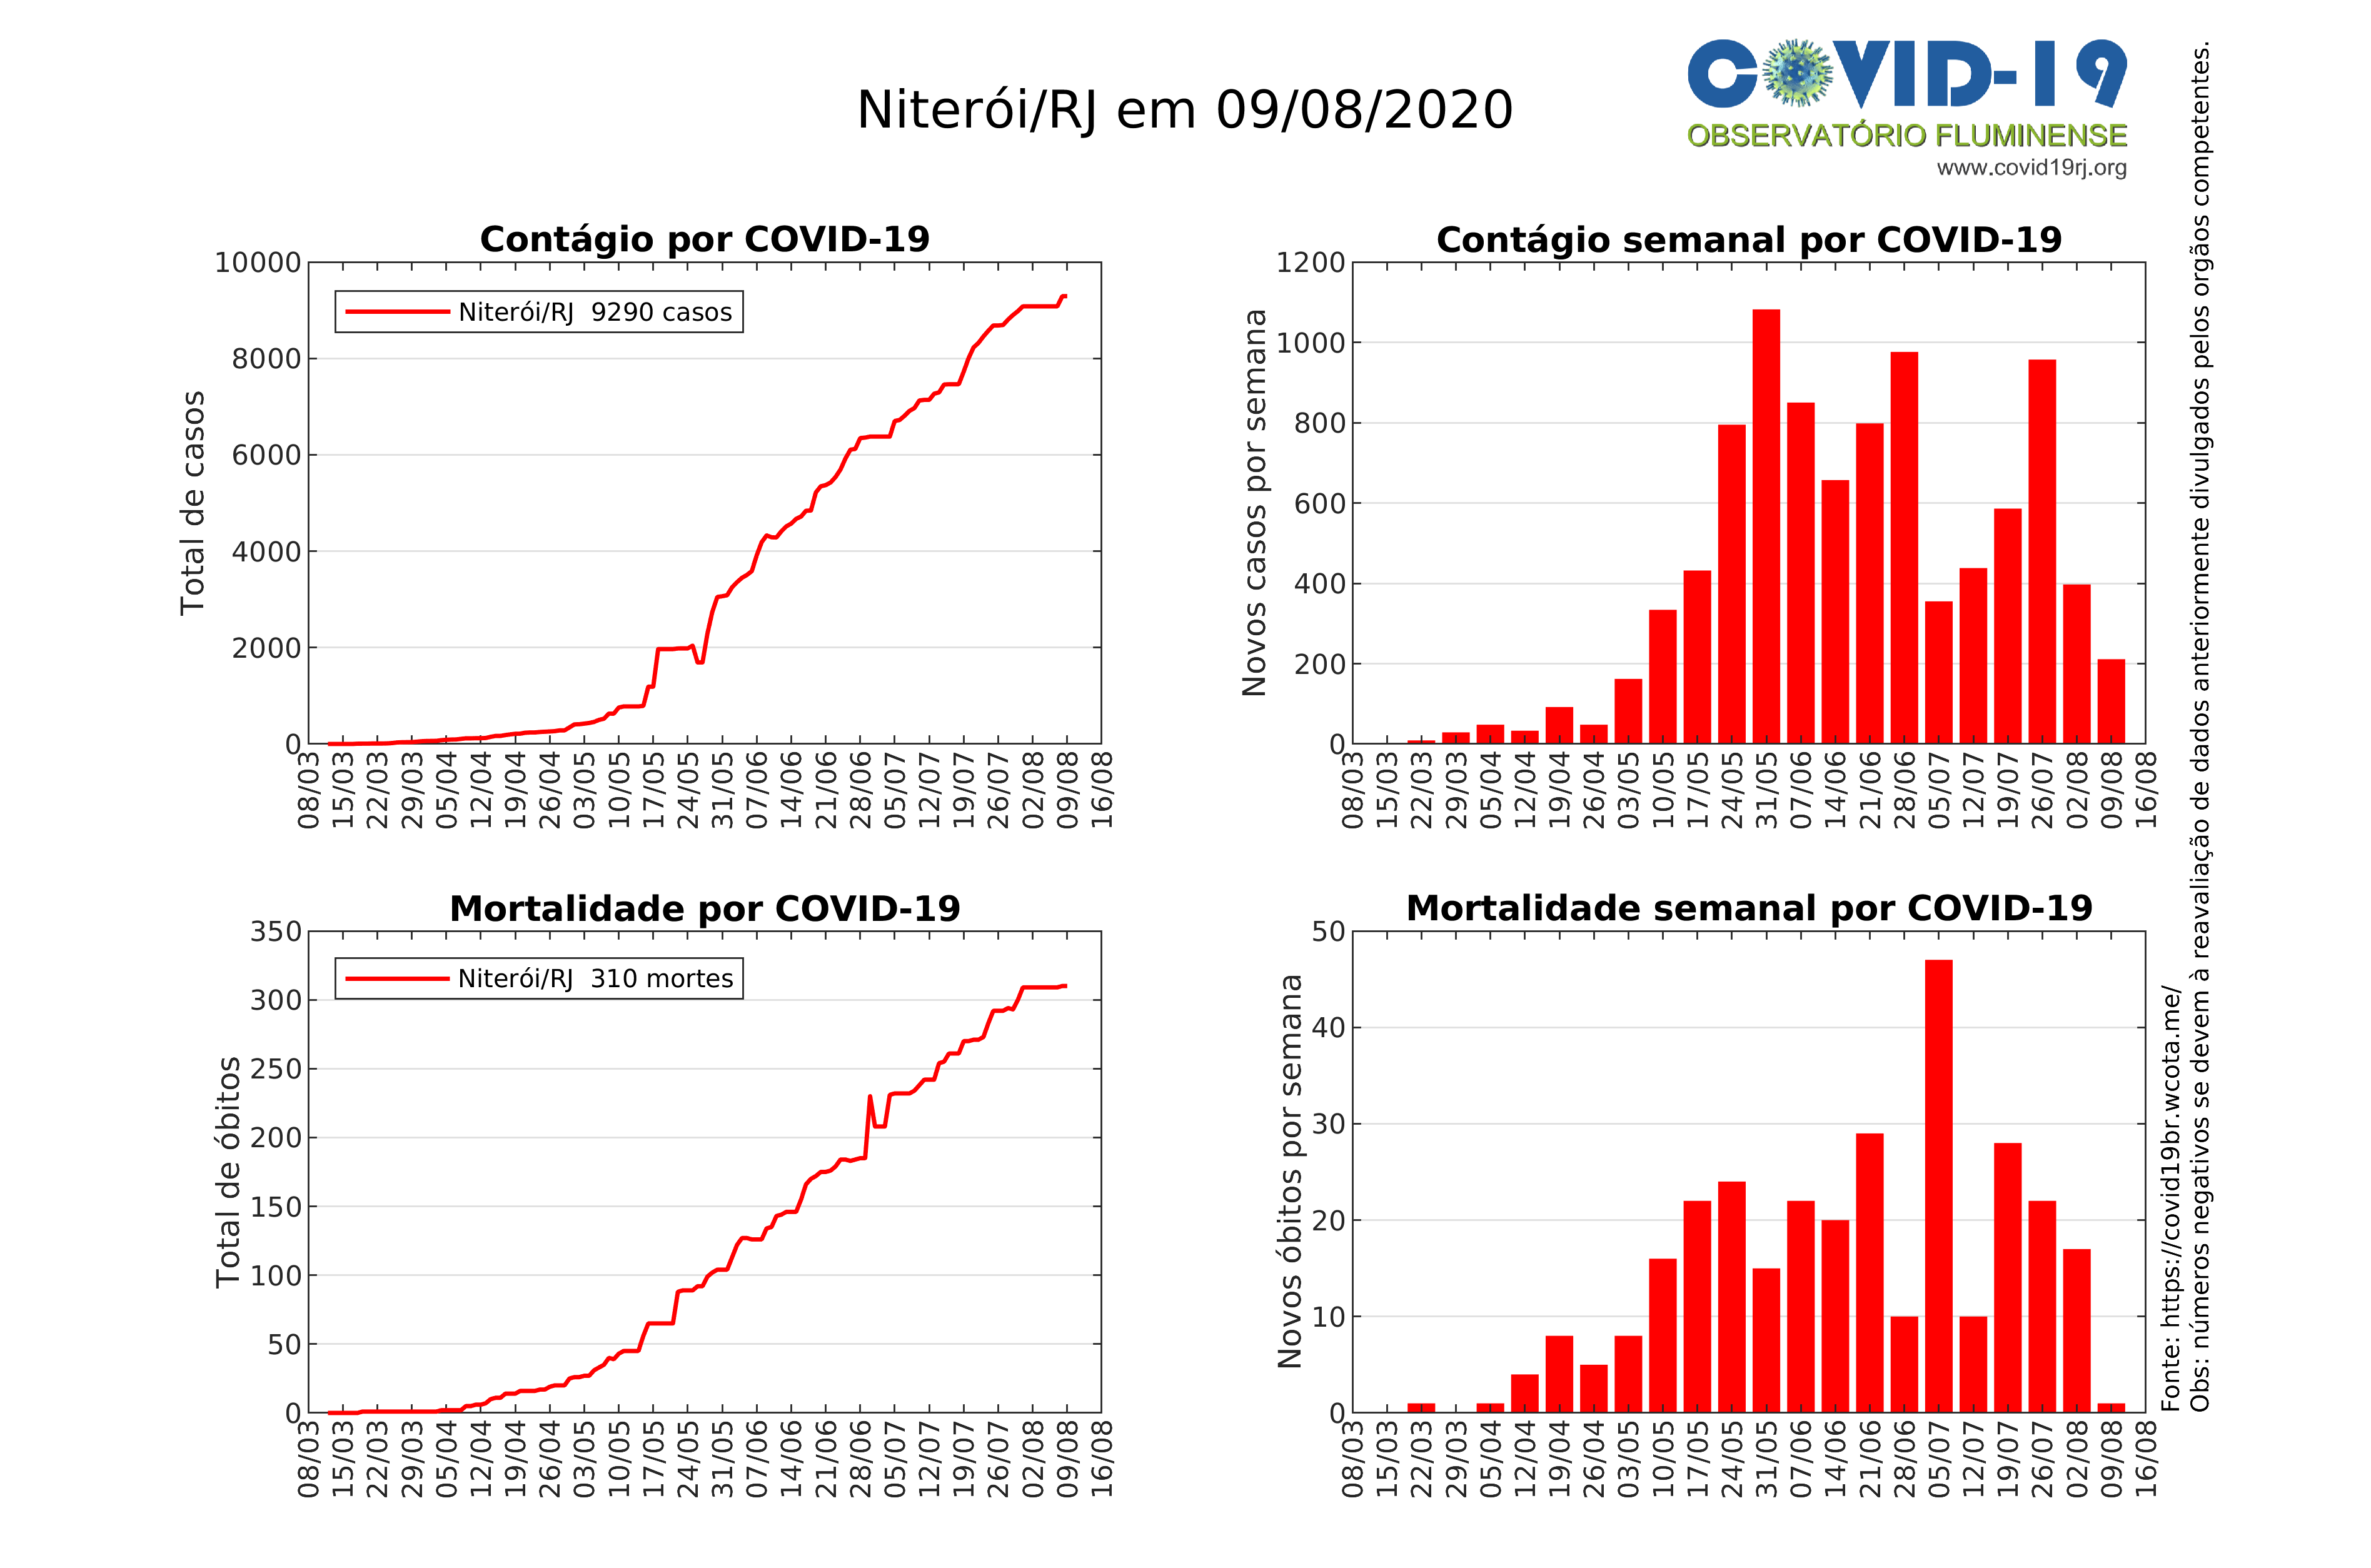 Niterói/RJ em 09/08/2020
COVID-19
OBSERVATÓRIO FLUMINENSE
www.covid19rj.org
Contágio por COVID-19
Total de casos
10000
8000
6000
4000
2000
0
Niterói/RJ 9290 casos
08/03 15/03 22/03 29/03 05/04 12/04 19/04 26/04 03/05 10/05 17/05 24/05 31/05 07/06 14/06 21/06 28/06 05/07 12/07 19/07 26/07 02/08 09/08 16/08
Contágio semanal por COVID-19
Novos casos por semana
1200
1000
800
600
400
200
0
08/03 15/03 22/03 29/03 05/04 12/04 19/04 26/04 03/05 10/05 17/05 24/05 31/05 07/06 14/06 21/06 28/06 05/07 12/07 19/07 26/07 02/08 09/08 16/08
Mortalidade por COVID-19
Total de óbitos
350
300
250
200
150
100
50
0
Niterói/RJ 310 mortes
08/03 15/03 22/03 29/03 05/04 12/04 19/04 26/04 03/05 10/05 17/05 24/05 31/05 07/06 14/06 21/06 28/06 05/07 12/07 19/07 26/07 02/08 09/08 16/08
Mortalidade semanal por COVID-19
Novos óbitos por semana
50
40
30
20
10
0
08/03 15/03 22/03 29/03 05/04 12/04 19/04 26/04 03/05 10/05 17/05 24/05 31/05 07/06 14/06 21/06 28/06 05/07 12/07 19/07 26/07 02/08 09/08 16/08
Fonte: https://covid19br.wcota.me/
Obs: números negativos se devem à reavaliação de dados anteriormente divulgados pelos orgãos competentes.